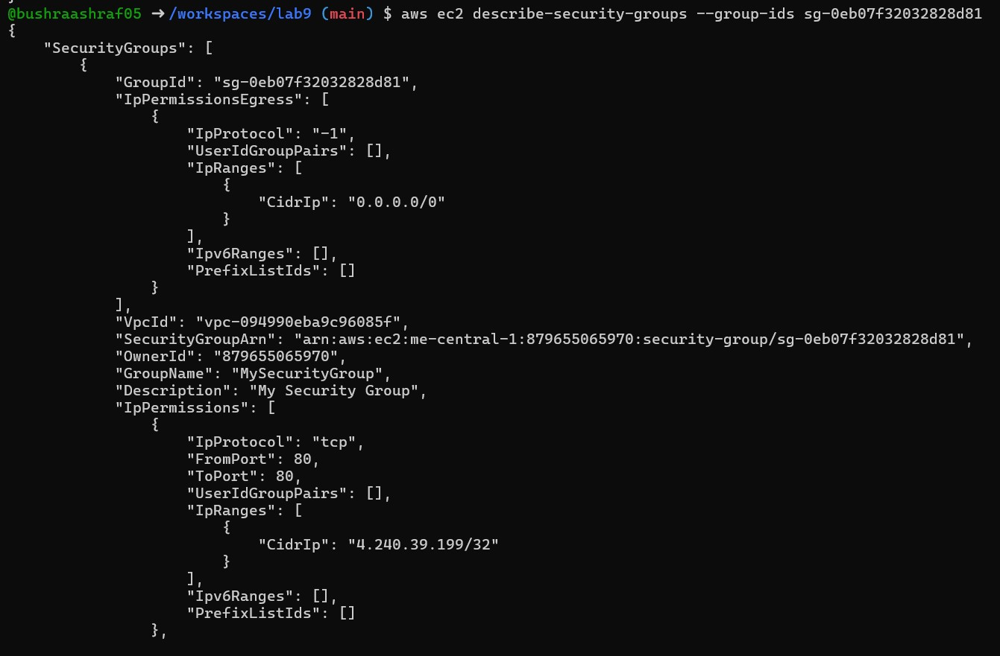 @bushraashraf05 ➜ /workspaces/lab9 (main) $ aws ec2 describe-security-groups --group-ids sg-0eb07f32032828d81
{
    "SecurityGroups": [
        {
            "GroupId": "sg-0eb07f32032828d81",
            "IpPermissionsEgress": [
                {
                    "IpProtocol": "-1",
                    "UserIdGroupPairs": [],
                    "IpRanges": [
                        {
                            "CidrIp": "0.0.0.0/0"
                        }
                    ],
                    "Ipv6Ranges": [],
                    "PrefixListIds": []
                }
            ],
            "VpcId": "vpc-094990eba9c96085f",
            "SecurityGroupArn": "arn:aws:ec2:me-central-1:879655065970:security-group/sg-0eb07f32032828d81",
            "OwnerId": "879655065970",
            "GroupName": "MySecurityGroup",
            "Description": "My Security Group",
            "IpPermissions": [
                {
                    "IpProtocol": "tcp",
                    "FromPort": 80,
                    "ToPort": 80,
                    "UserIdGroupPairs": [],
                    "IpRanges": [
                        {
                            "CidrIp": "4.240.39.199/32"
                        }
                    ],
                    "Ipv6Ranges": [],
                    "PrefixListIds": []
                },